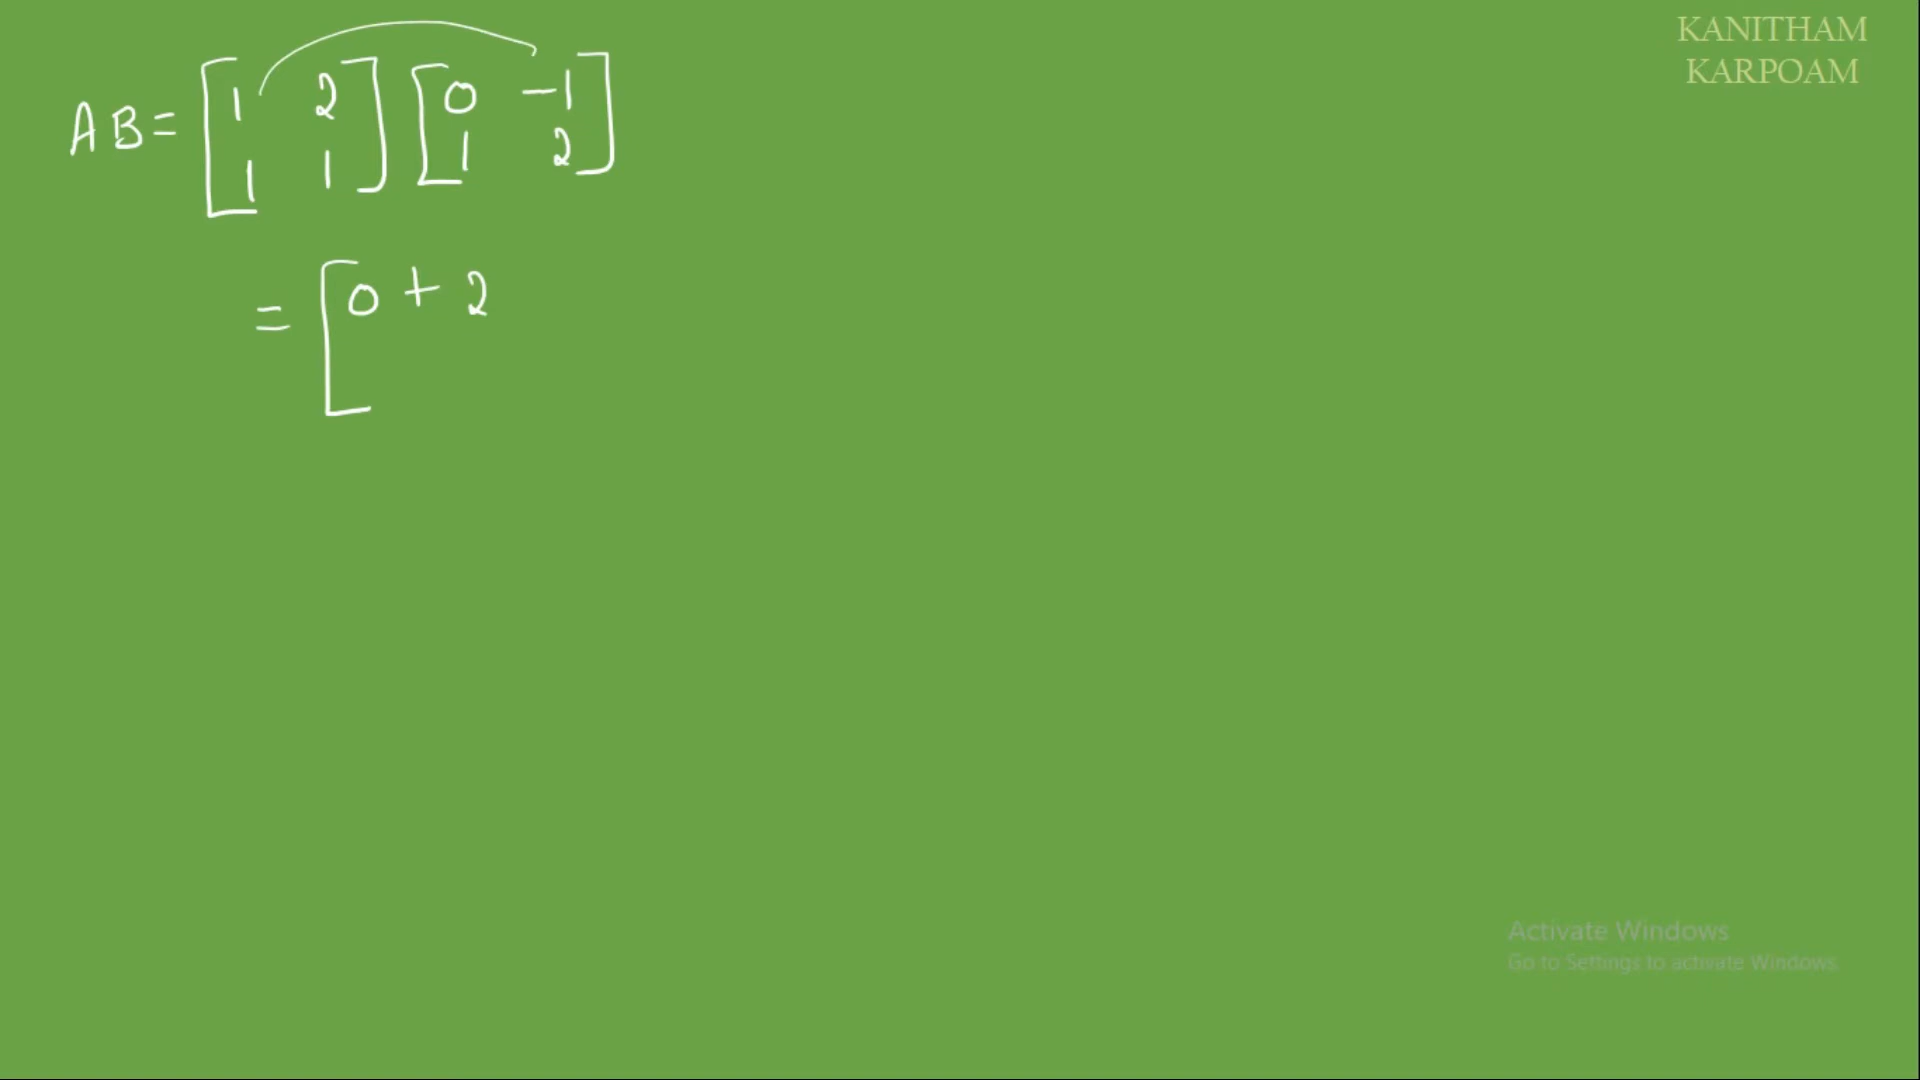 KANITHAM
KARPOAM
AB = [1 2] [0 -1]
[1 1] [1 2]
= [0 + 2
Activate Windows
Go to Settings to activate Windows.